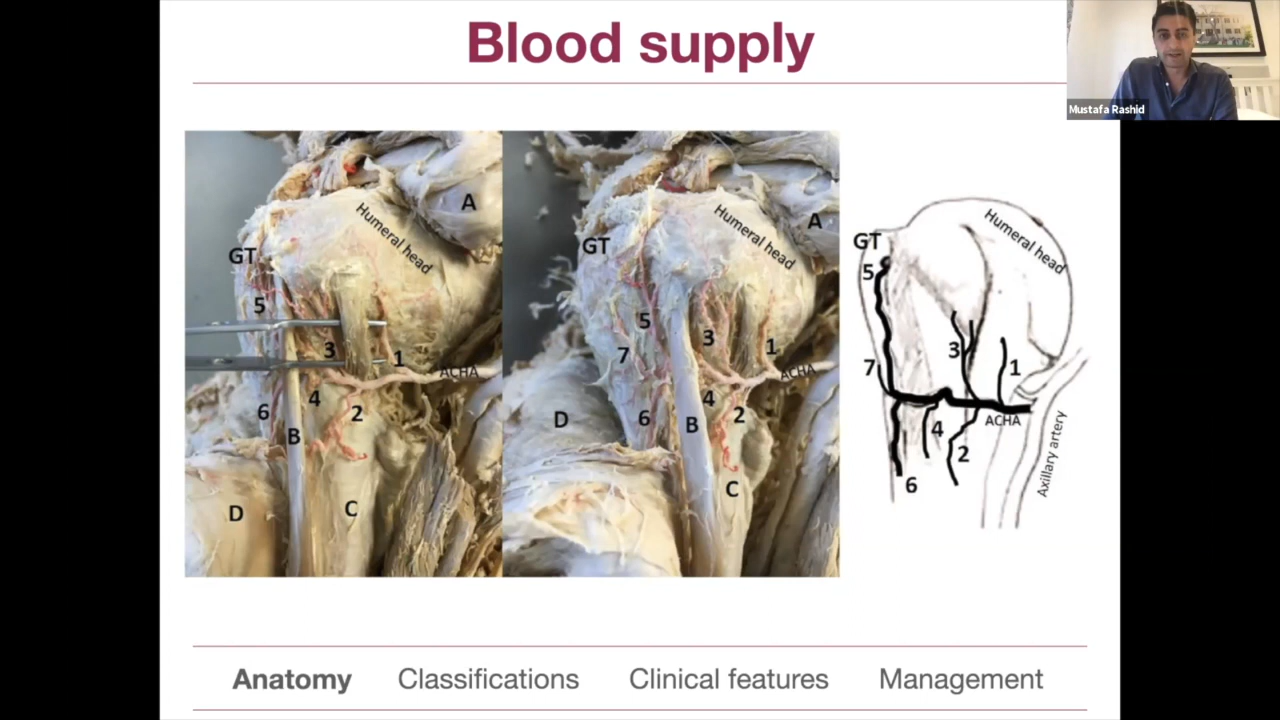 Blood supply
Mustafa Rashid
A
Humeral head
GT
5
3
1
ACHA
6
4
2
B
D
C
A
Humeral head
GT
5
3
1
7
ACHA
4
6
2
D
B
C
Humeral head
GT
5
3
7
1
ACHA
4
2
6
Axillary artery
Anatomy Classifications Clinical features Management